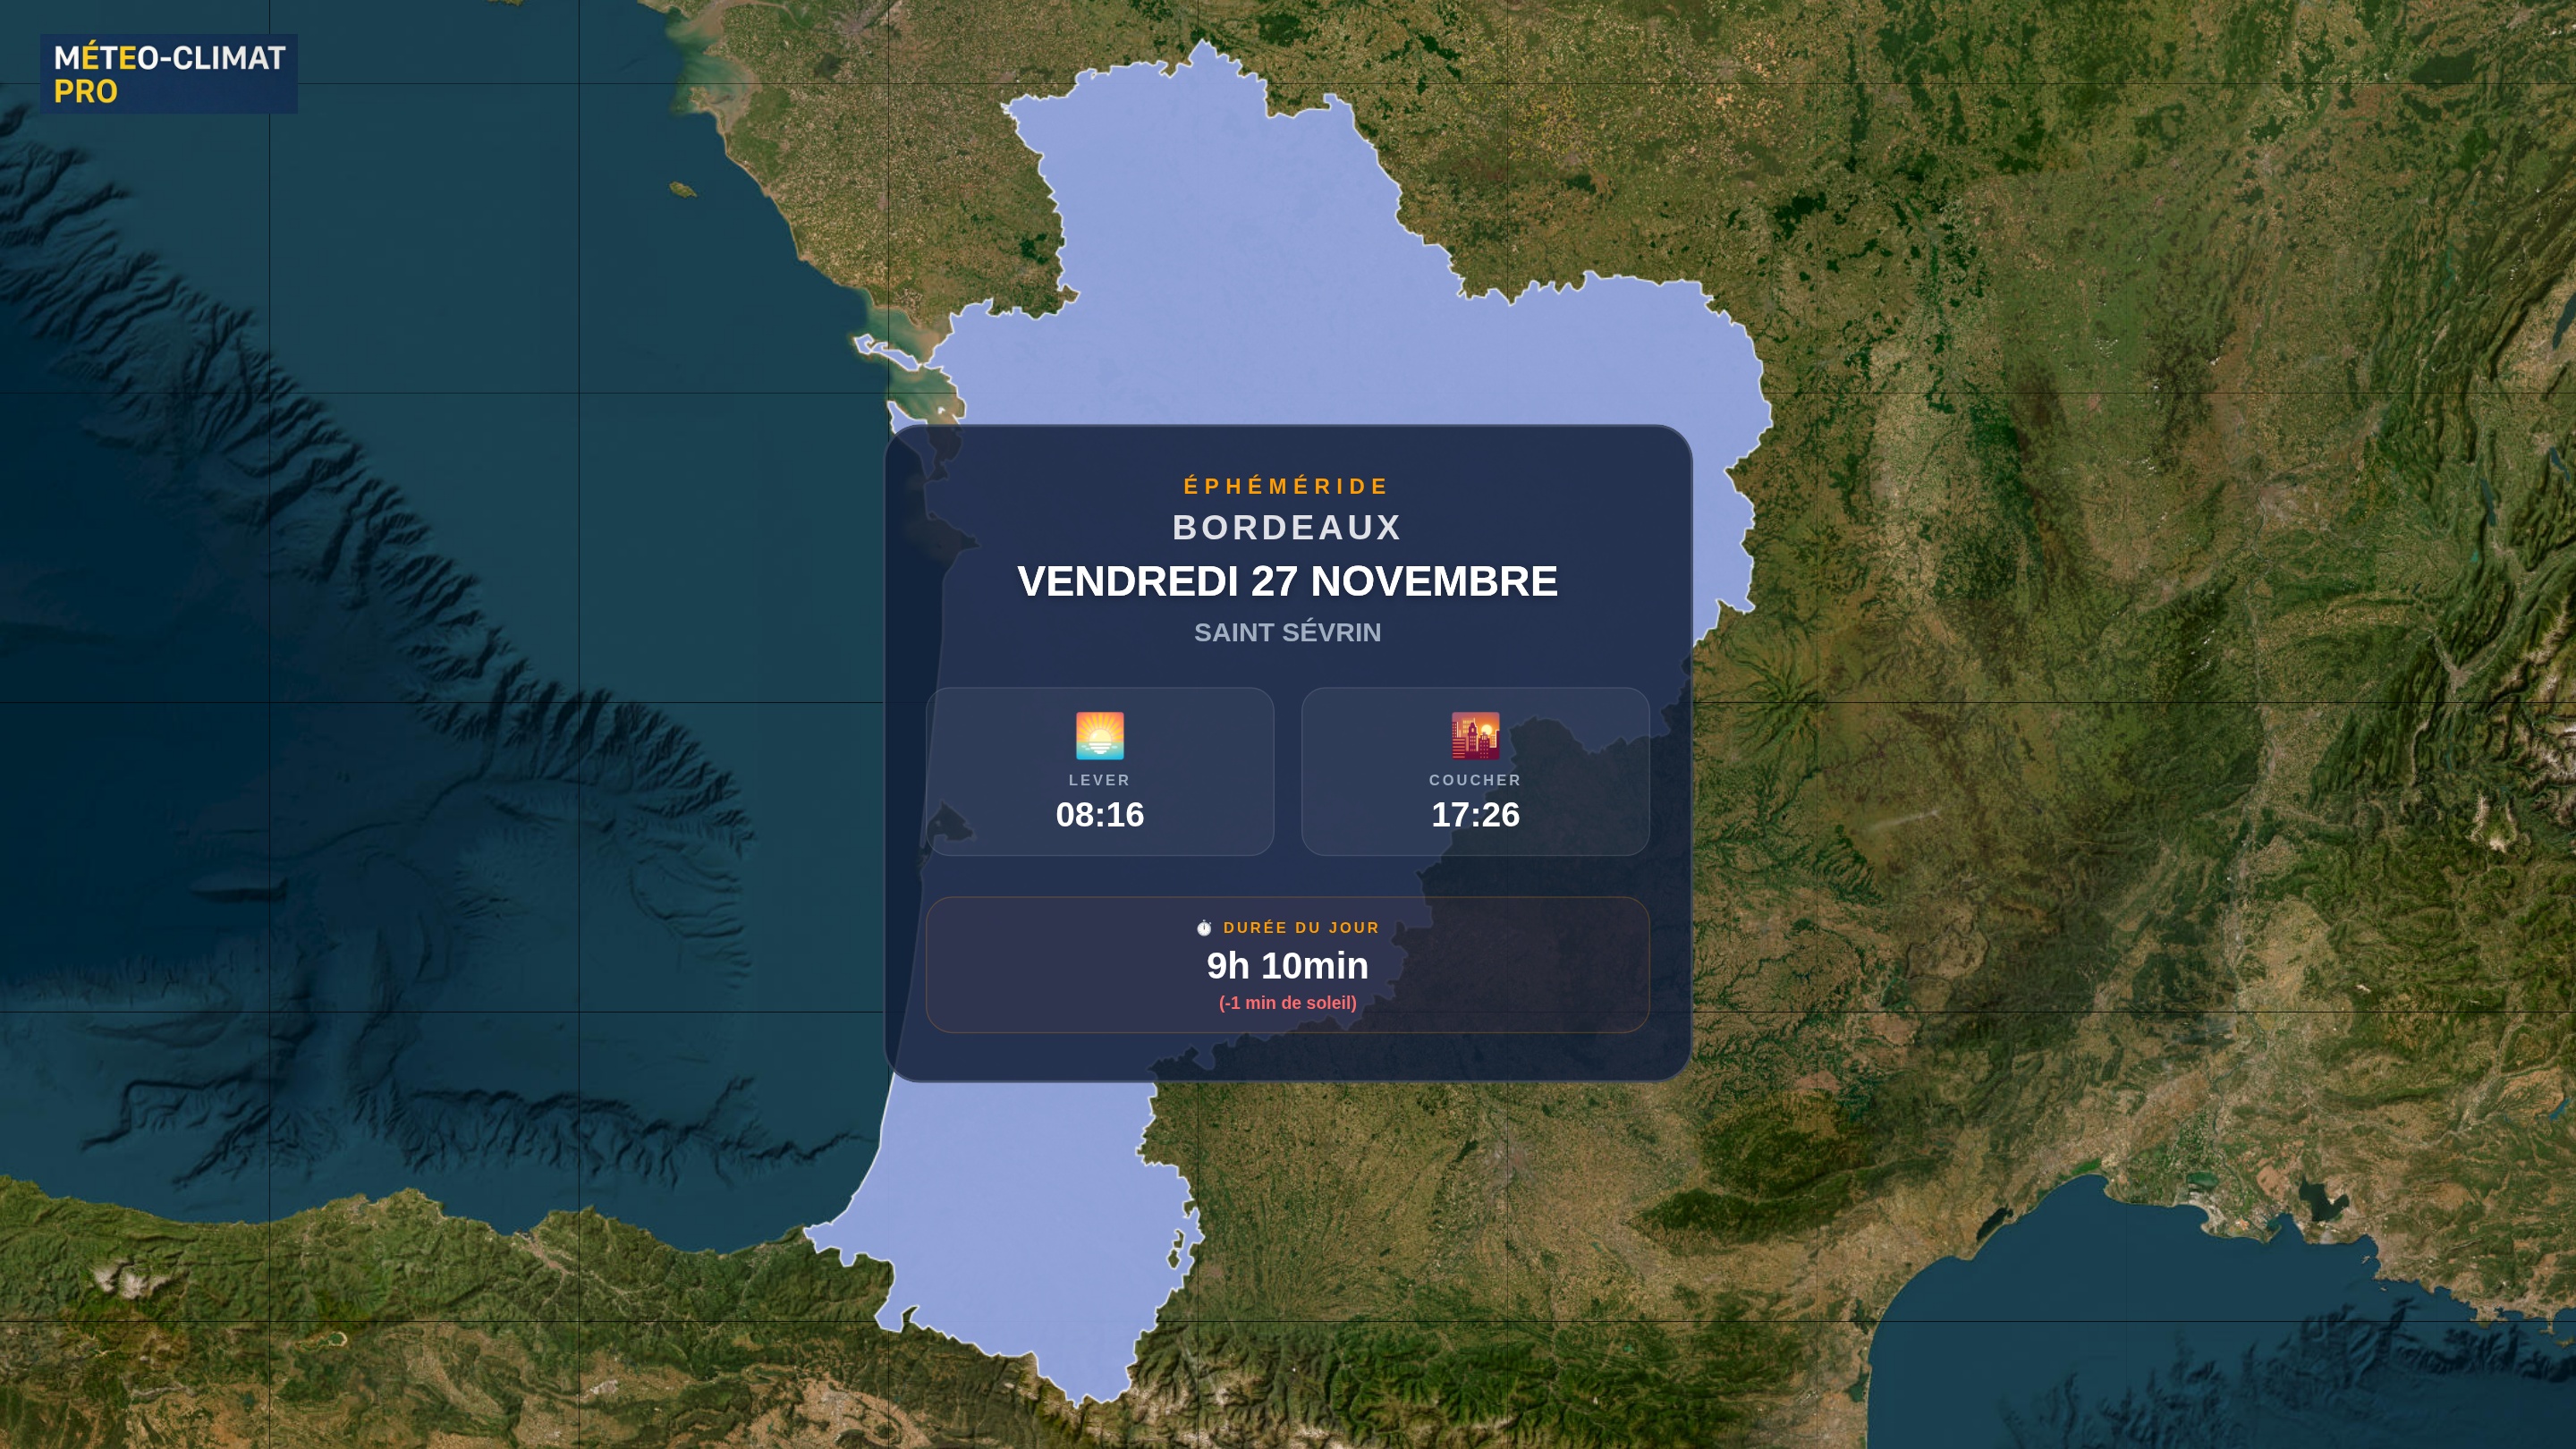 MÉTEO-CLIMAT
PRO
ÉPHÉMÉRIDE
BORDEAUX
VENDREDI 27 NOVEMBRE
SAINT SÉVRIN
LEVER
08:16
COUCHER
17:26
DURÉE DU JOUR
9h 10min
(-1 min de soleil)